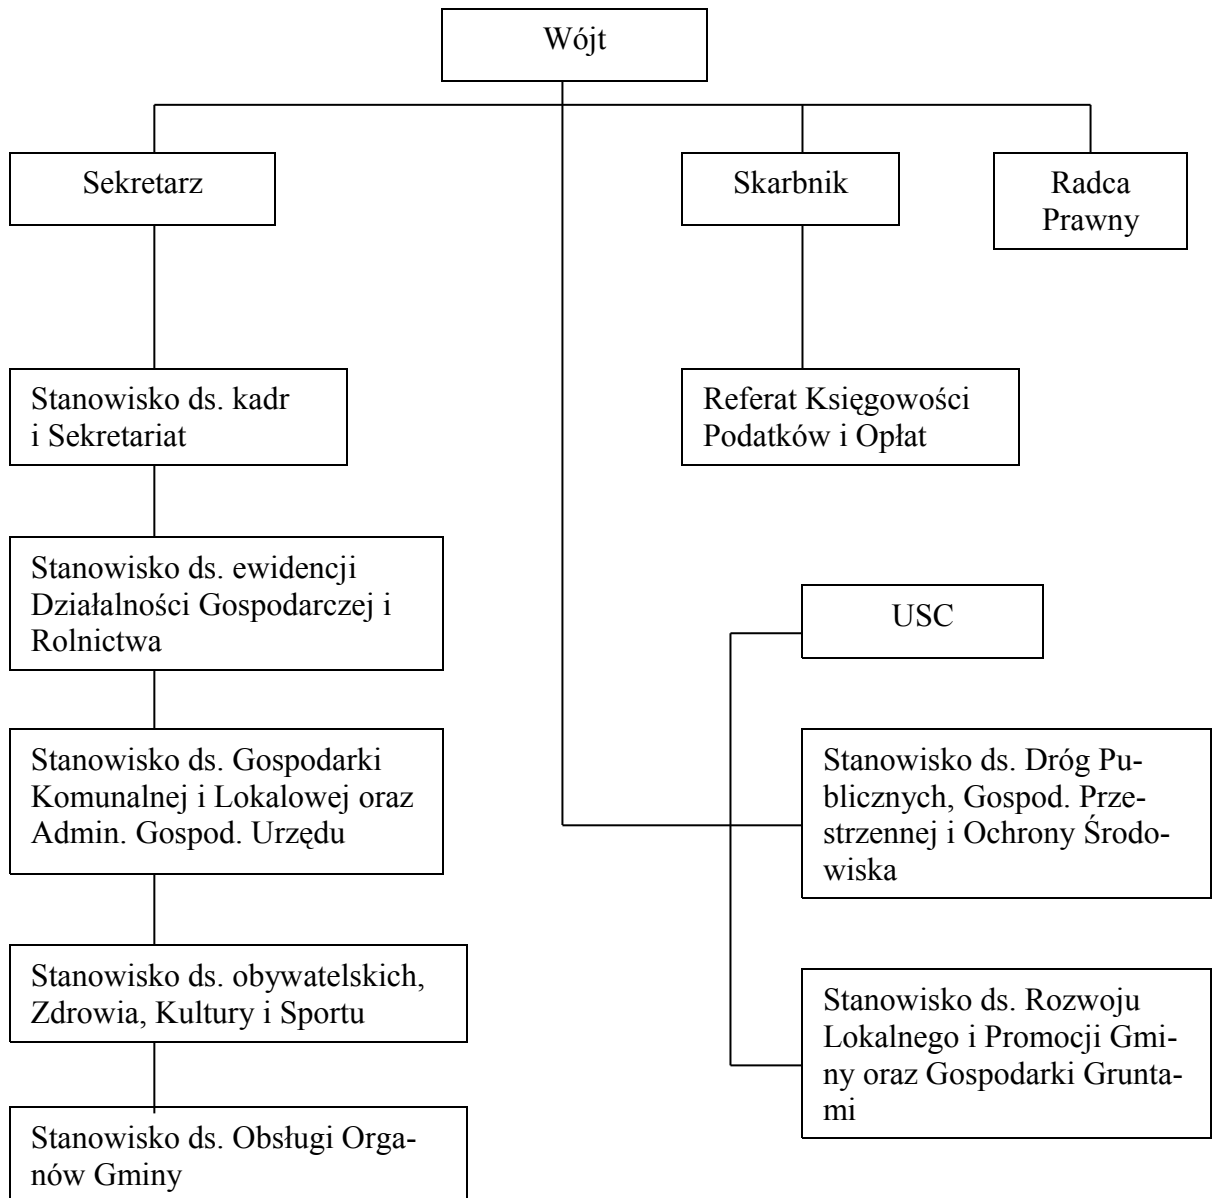 Wójt
Sekretarz
Skarbnik
Radca
Prawny
Stanowisko ds. kadr
i Sekretariat
Referat Księgowości
Podatków i Opłat
Stanowisko ds. ewidencji
Działalności Gospodarczej i
Rolnictwa
USC
Stanowisko ds. Gospodarki
Komunalnej i Lokalowej oraz
Admin. Gospod. Urzędu
Stanowisko ds. Dróg Pu-
blicznych, Gospod. Prze-
strzennej i Ochrony Środo-
wiska
Stanowisko ds. obywatelskich,
Zdrowia, Kultury i Sportu
Stanowisko ds. Rozwoju
Lokalnego i Promocji Gmi-
ny oraz Gospodarki Grunta-
mi
Stanowisko ds. Obsługi Orga-
nów Gminy